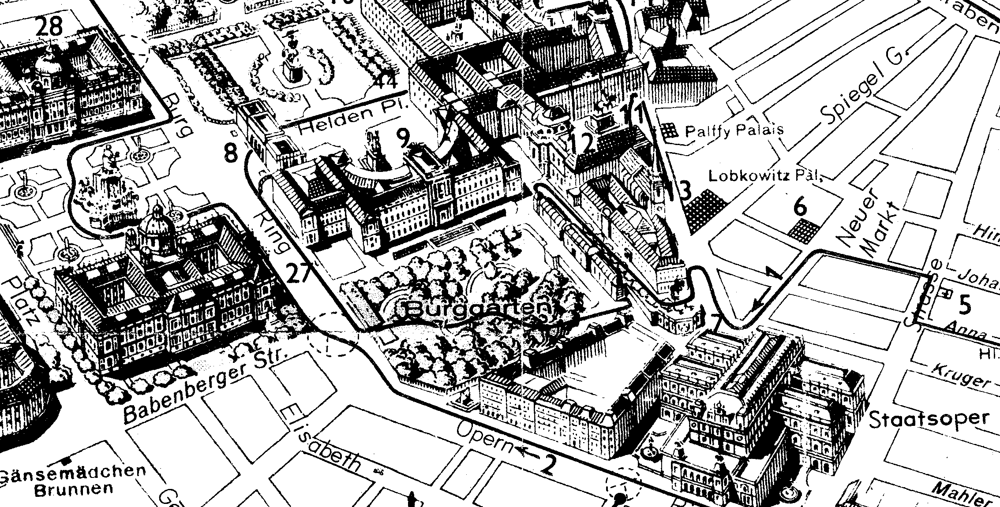 28
44
Spiegel G.
Burg
Helden Pl.
11
Palffy Palais
9
12
8
Lobkowitz Pal.
13
6
Neuer
Markt
Ring
27
Platz
Burggarten
5
7
Anna
Babenberger Str.
Kruger
Elisabeth
Opern
2
Staatsoper
Gänsemädchen
Brunnen
Mahler